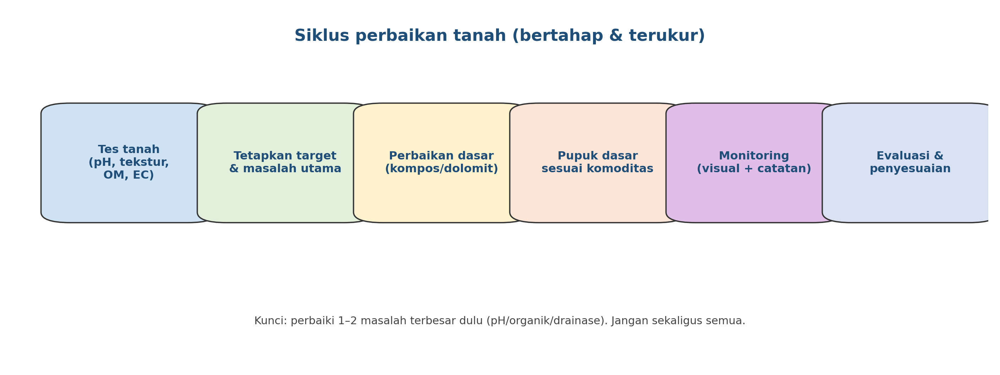 Siklus perbaikan tanah (bertahap & terukur)
Tes tanah
(pH, tekstur,
OM, EC)
Tetapkan target
& masalah utama
Perbaikan dasar
(kompos/dolomit)
Pupuk dasar
sesuai komoditas
Monitoring
(visual + catatan)
Evaluasi &
penyesuaian
Kunci: perbaiki 1–2 masalah terbesar dulu (pH/organik/drainase). Jangan sekaligus semua.